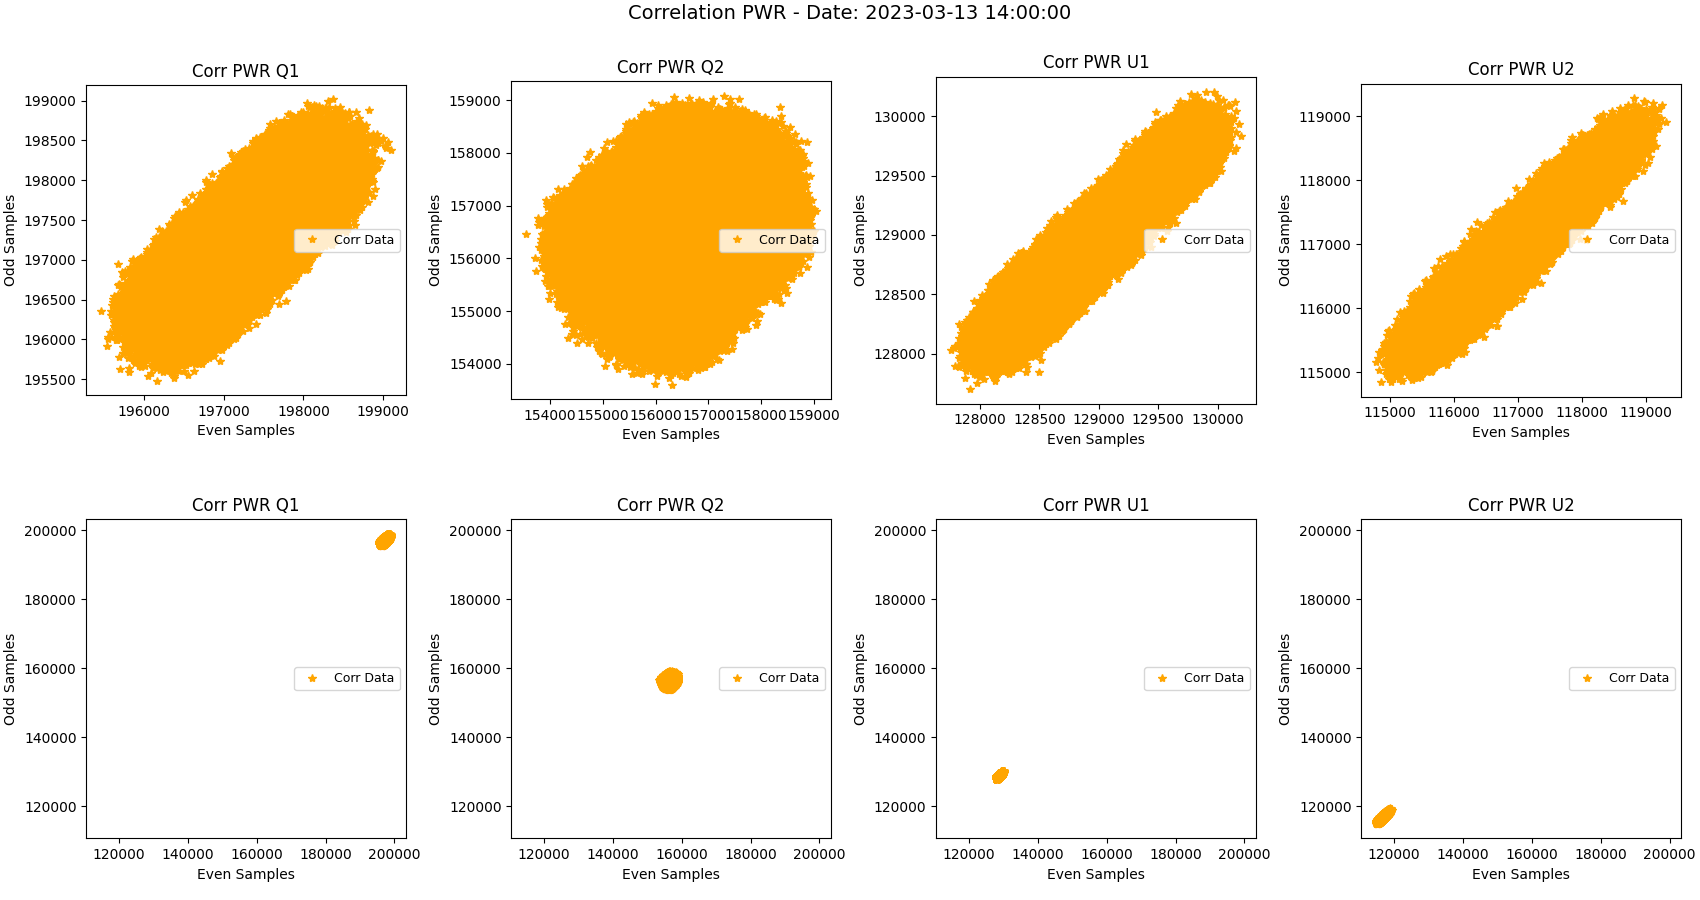 Correlation PWR - Date: 2023-03-13 14:00:00
Corr PWR Q1
199000
198500
198000
197500
197000
196500
196000
195500
Odd Samples
Corr Data
196000 197000 198000 199000
Even Samples
Corr PWR Q2
159000
158000
157000
156000
155000
154000
Odd Samples
Corr Data
154000 155000 156000 157000 158000 159000
Even Samples
Corr PWR U1
130000
129500
129000
128500
128000
Odd Samples
Corr Data
128000 128500 129000 129500 130000
Even Samples
Corr PWR U2
119000
118000
117000
116000
115000
Odd Samples
Corr Data
115000 116000 117000 118000 119000
Even Samples
Corr PWR Q1
200000
180000
160000
140000
120000
Odd Samples
Corr Data
120000 140000 160000 180000 200000
Even Samples
Corr PWR Q2
200000
180000
160000
140000
120000
Odd Samples
Corr Data
120000 140000 160000 180000 200000
Even Samples
Corr PWR U1
200000
180000
160000
140000
120000
Odd Samples
Corr Data
120000 140000 160000 180000 200000
Even Samples
Corr PWR U2
200000
180000
160000
140000
120000
Odd Samples
Corr Data
120000 140000 160000 180000 200000
Even Samples